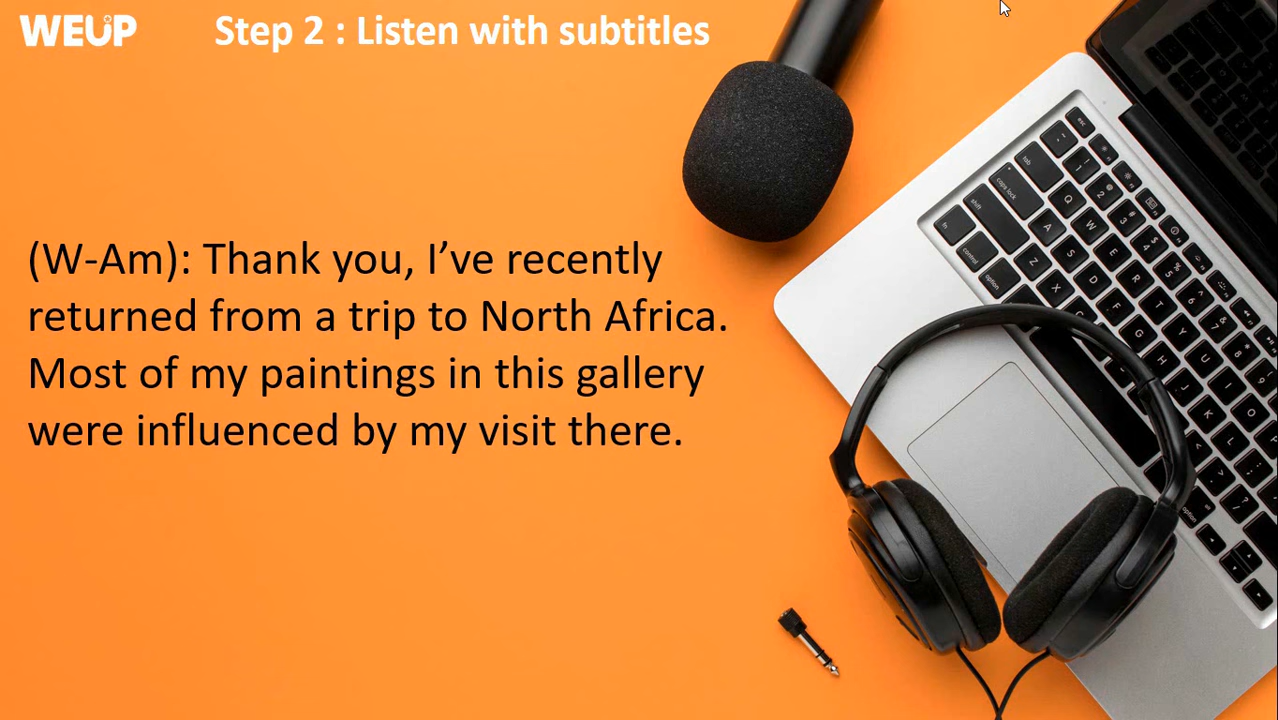 WEUP
Step 2 : Listen with subtitles
(W-Am): Thank you, I’ve recently
returned from a trip to North Africa.
Most of my paintings in this gallery
were influenced by my visit there.